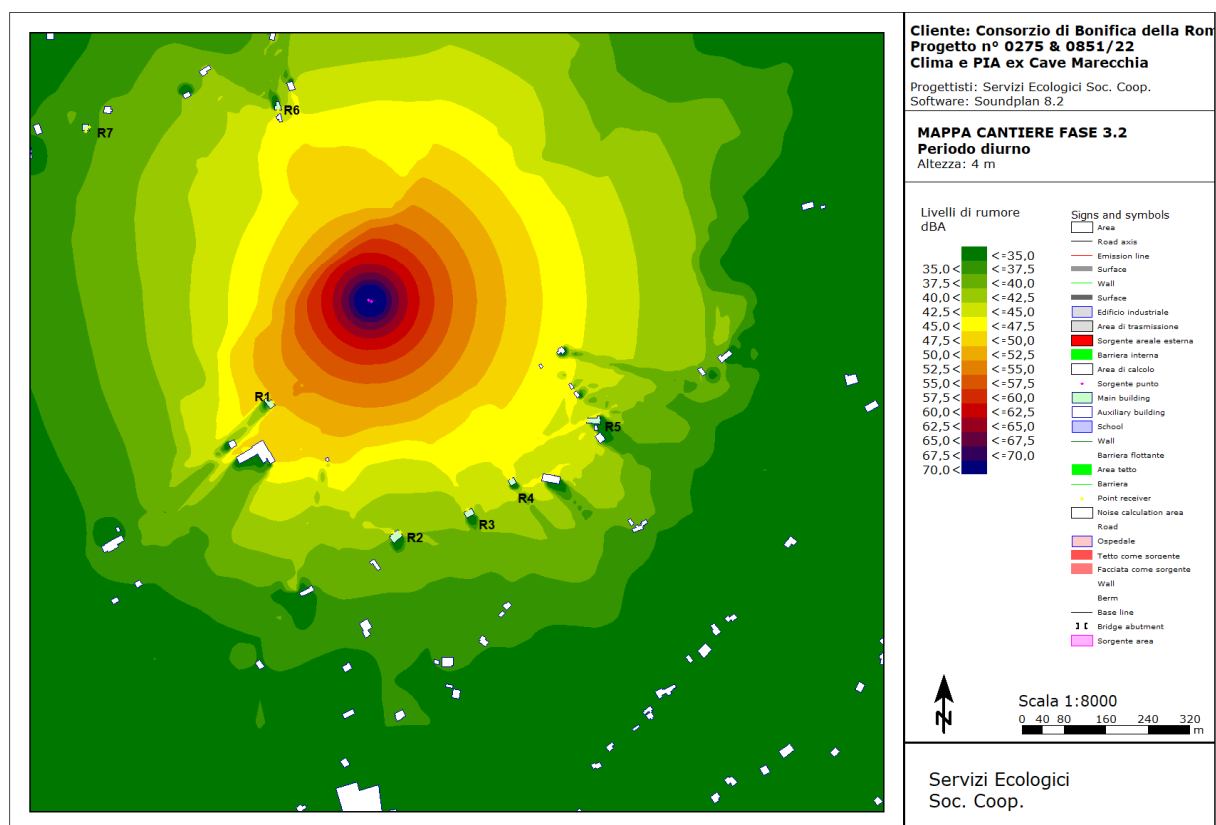 Cliente: Consorzio di Bonifica della Rom
Progetto n° 0275 & 0851/22
Clima e PIA ex Cave Marecchia
Progettisti: Servizi Ecologici Soc. Coop.
Software: Soundplan 8.2
MAPPA CANTIERE FASE 3.2
Periodo diurno
Altezza: 4 m
Livelli di rumore
dBA
<=35,0
35,0 < <=37,5
37,5 < <=40,0
40,0 < <=42,5
42,5 < <=45,0
45,0 < <=47,5
47,5 < <=50,0
50,0 < <=52,5
52,5 < <=55,0
55,0 < <=57,5
57,5 < <=60,0
60,0 < <=62,5
62,5 < <=65,0
65,0 < <=67,5
67,5 < <=70,0
70,0 <
Signs and symbols
Area
Road axis
Emission line
Surface
Wall
Surface
Edificio industriale
Area di trasmissione
Sorgente areale esterna
Barriera interna
Area di calcolo
Sorgente punto
Main building
Auxiliary building
School
Wall
Barriera flottante
Area tetto
Barriera
Point receiver
Noise calculation area
Road
Ospedale
Tetto come sorgente
Facciata come sorgente
Wall
Berm
Base line
Bridge abutment
Sorgente area
N
Scala 1:8000
0 40 80 160 240 320
m
Servizi Ecologici
Soc. Coop.
R6
R7
R1
R5
R4
R3
R2